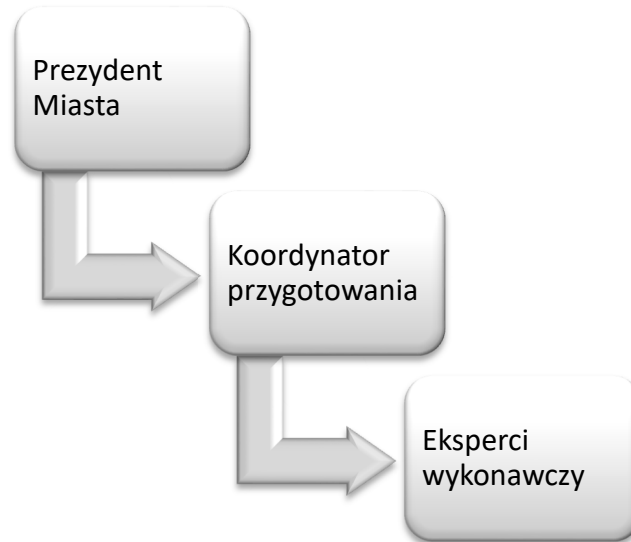 Prezydent
Miasta
Koordynator
przygotowania
Eksperci
wykonawczy